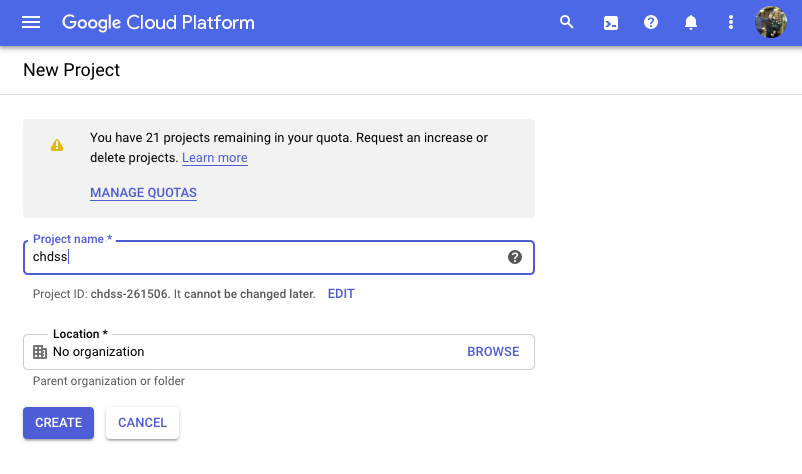 Google Cloud Platform
New Project
You have 21 projects remaining in your quota. Request an increase or
delete projects. Learn more
MANAGE QUOTAS
Project name *
chdss
Project ID: chdss-261506. It cannot be changed later. EDIT
Location *
No organization BROWSE
Parent organization or folder
CREATE CANCEL